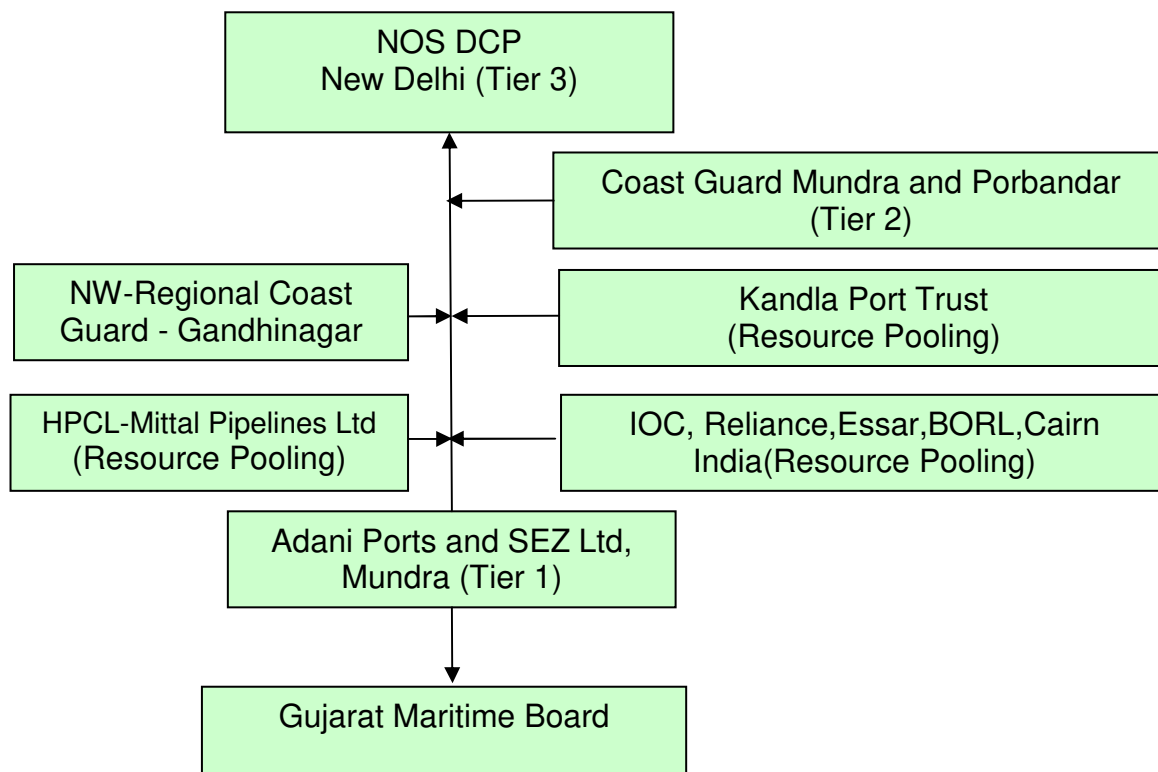 NOS DCP
New Delhi (Tier 3)
Coast Guard Mundra and Porbandar
(Tier 2)
NW-Regional Coast
Guard - Gandhinagar
Kandla Port Trust
(Resource Pooling)
HPCL-Mittal Pipelines Ltd
(Resource Pooling)
IOC, Reliance,Essar,BORL,Cairn
India(Resource Pooling)
Adani Ports and SEZ Ltd,
Mundra (Tier 1)
Gujarat Maritime Board